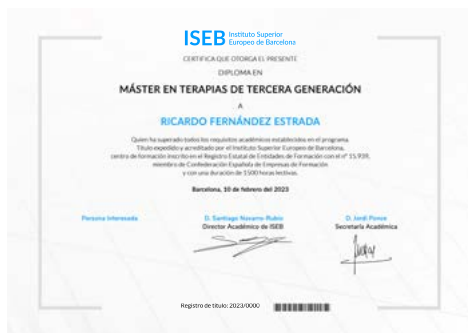 ISEB Instituto Superior
Europeo de Barcelona
CERTIFICA QUE OTORGA EL PRESENTE
DIPLOMA EN
MÁSTER EN TERAPIAS DE TERCERA GENERACIÓN
A
RICARDO FERNÁNDEZ ESTRADA
Quien ha superado todos los requisitos académicos establecidos en el programa.
Título expedido y acreditado por el Instituto Superior Europeo de Barcelona,
centro de formación inscrito en el Registro Estatal de Entidades de Formación con el nº 15.939,
miembro de Confederación Española de Empresas de Formación
y con una duración de 1500 horas lectivas.
Barcelona, 10 de febrero del 2023
Persona Interesada
D. Santiago Navarro Rubio
Director Académico de ISEB
D. Jordi Ponce
Secretaría Académica
Registro de título: 2023/0000